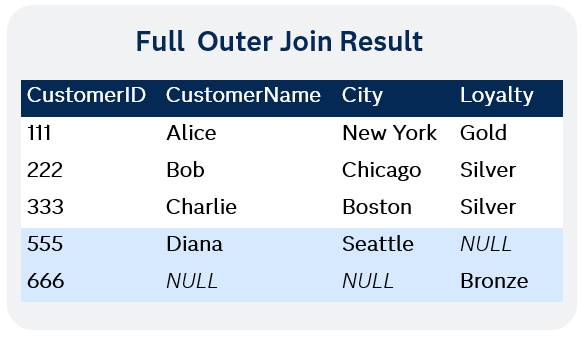 Full Outer Join Result
CustomerID CustomerName City Loyalty
111 Alice New York Gold
222 Bob Chicago Silver
333 Charlie Boston Silver
555 Diana Seattle NULL
666 NULL NULL Bronze